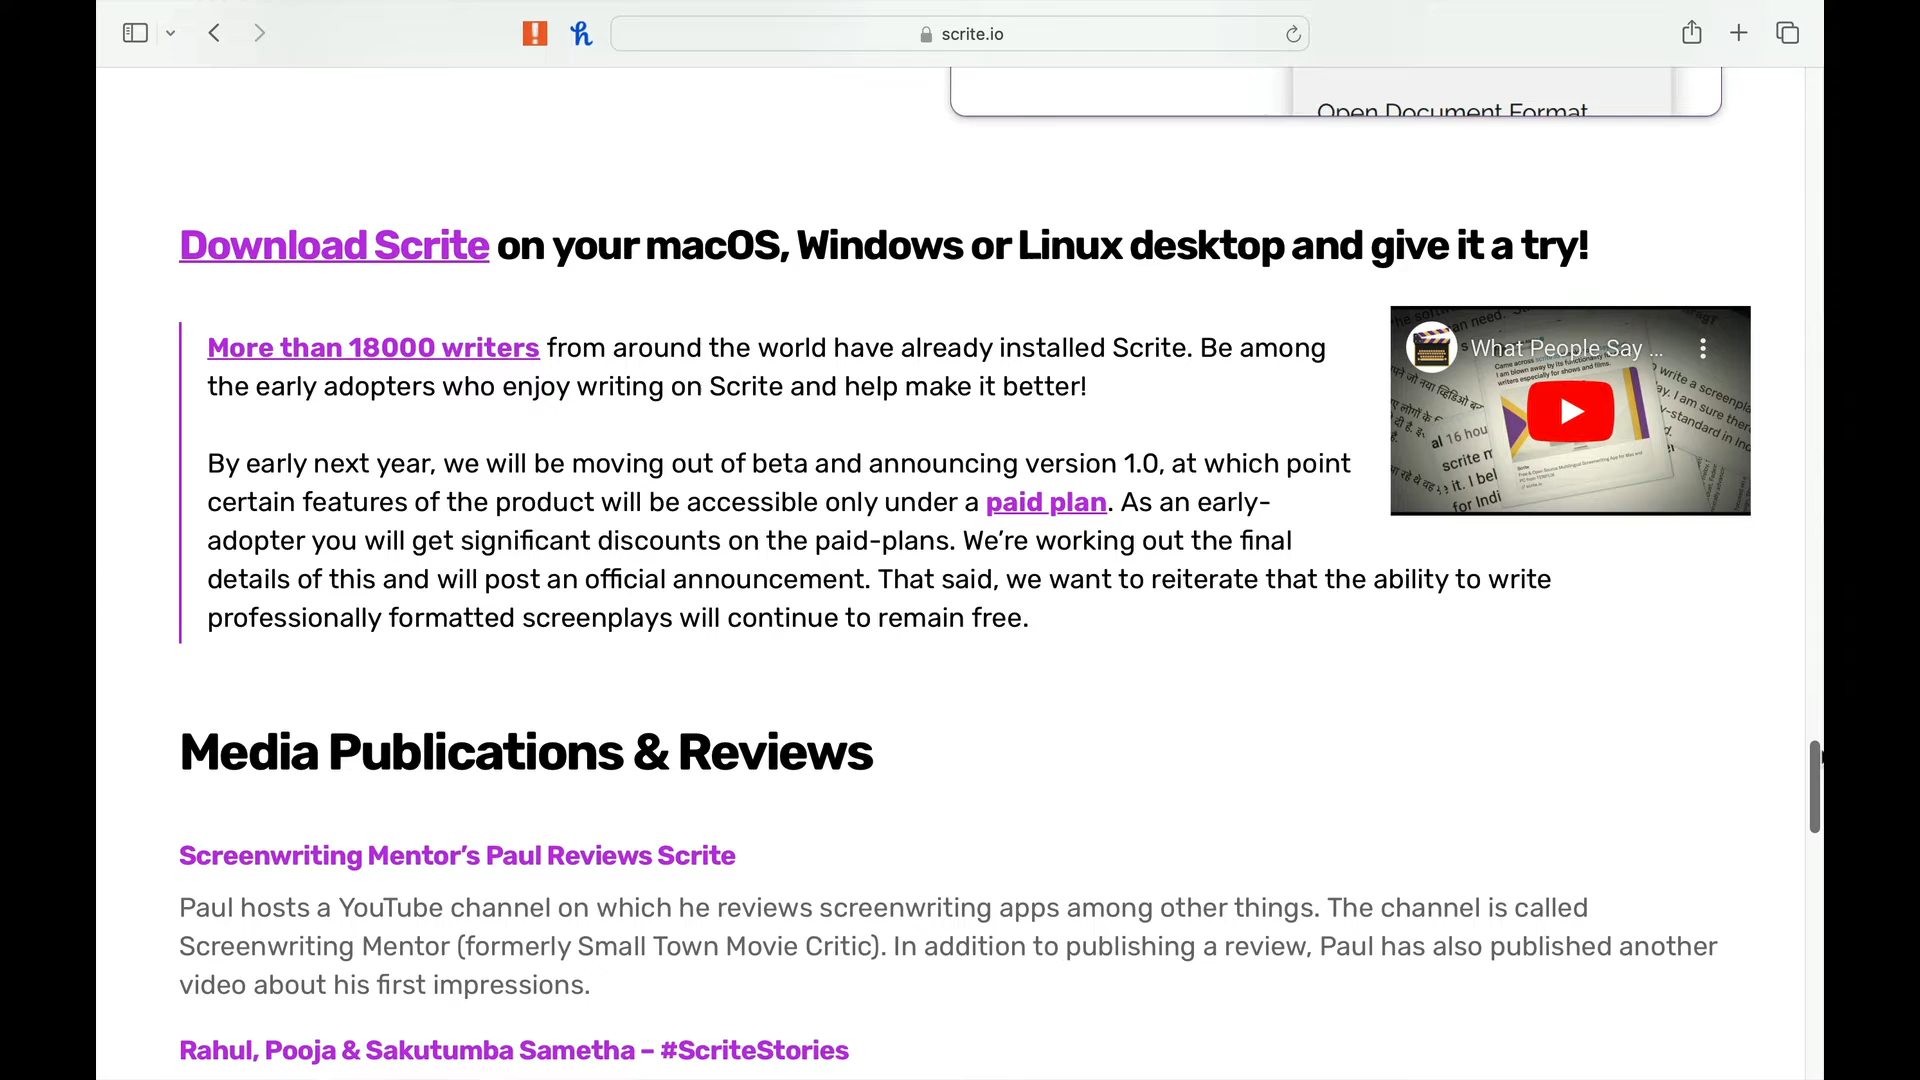 scrite.io
Open Document Format
Download Scrite on your macOS, Windows or Linux desktop and give it a try!
More than 18000 writers from around the world have already installed Scrite. Be among
the early adopters who enjoy writing on Scrite and help make it better!
What People Say ...
By early next year, we will be moving out of beta and announcing version 1.0, at which point
certain features of the product will be accessible only under a paid plan. As an early-
adopter you will get significant discounts on the paid-plans. We’re working out the final
details of this and will post an official announcement. That said, we want to reiterate that the ability to write
professionally formatted screenplays will continue to remain free.
Media Publications & Reviews
Screenwriting Mentor’s Paul Reviews Scrite
Paul hosts a YouTube channel on which he reviews screenwriting apps among other things. The channel is called
Screenwriting Mentor (formerly Small Town Movie Critic). In addition to publishing a review, Paul has also published another
video about his first impressions.
Rahul, Pooja & Sakutumba Sametha – #ScriteStories